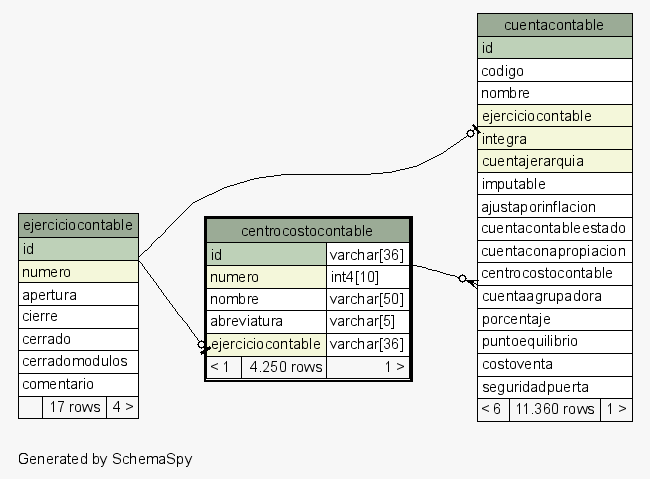 cuentacontable
id
codigo
nombre
ejerciciocontable
integra
cuentajerarquia
imputable
ajustaporinflacion
cuentacontableestado
cuentaconapropiacion
centrocostocontable
cuentaagrupadora
porcentaje
puntoequilibrio
costoventa
seguridadpuerta
< 6 11.360 rows 1 >
ejerciciocontable
id
numero
apertura
cierre
cerrado
cerradomodulos
comentario
17 rows 4 >
centrocostocontable
id varchar[36]
numero int4[10]
nombre varchar[50]
abreviatura varchar[5]
ejerciciocontable varchar[36]
< 1 4.250 rows 1 >
Generated by SchemaSpy